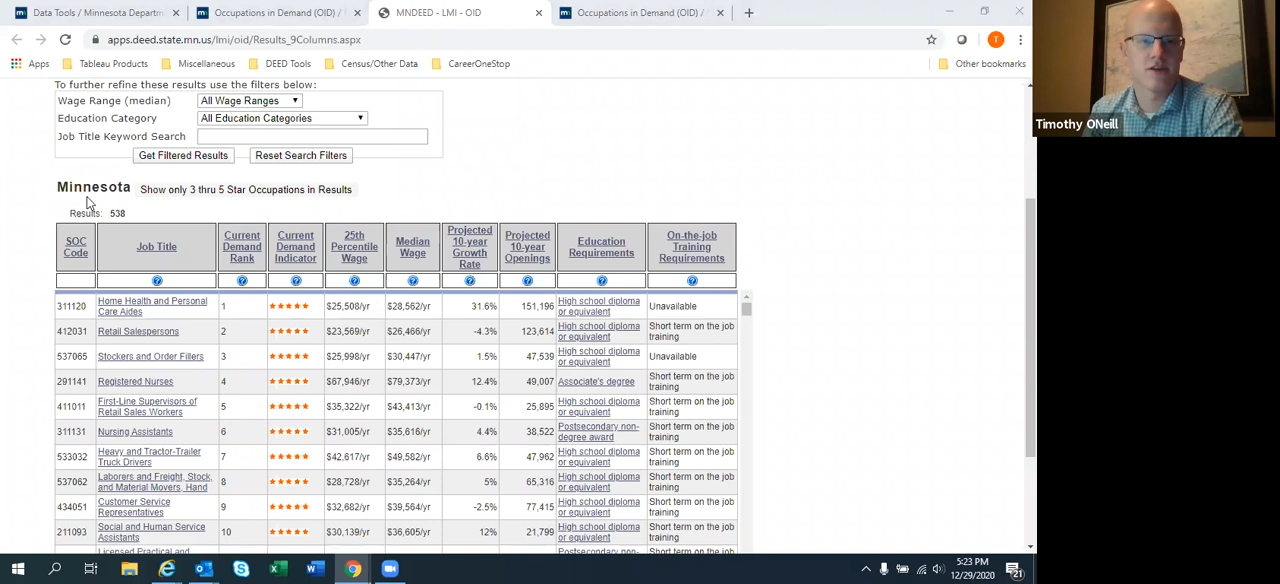 Data Tools / Minnesota Departm
Occupations in Demand (OID) /
MNDEED - LMI - OID
Occupations in Demand (OID) /
apps.deed.state.mn.us/lmi/oid/Results_9Columns.aspx
Apps
Tableau Products
Miscellaneous
DEED Tools
Census/Other Data
CareerOneStop
Other bookmarks
To further refine these results use the filters below:
Wage Range (median) All Wage Ranges
Education Category All Education Categories
Job Title Keyword Search
Get Filtered Results Reset Search Filters
Minnesota Show only 3 thru 5 Star Occupations in Results
Results: 538
SOC Code
Job Title
Current Demand Rank
Current Demand Indicator
25th Percentile Wage
Median Wage
Projected 10-year Growth Rate
Projected 10-year Openings
Education Requirements
On-the-job Training Requirements
311120 Home Health and Personal Care Aides 1 ★★★★★ $25,508/yr $28,562/yr 31.6% 151,196 High school diploma or equivalent Unavailable
412031 Retail Salespersons 2 ★★★★★ $23,569/yr $26,466/yr -4.3% 123,614 High school diploma or equivalent Short term on the job training
537065 Stockers and Order Fillers 3 ★★★★★ $25,998/yr $30,447/yr 1.5% 47,539 High school diploma or equivalent Unavailable
291141 Registered Nurses 4 ★★★★★ $67,946/yr $79,373/yr 12.4% 49,007 Associate's degree Short term on the job training
411011 First-Line Supervisors of Retail Sales Workers 5 ★★★★★ $35,322/yr $43,413/yr -0.1% 25,895 High school diploma or equivalent Short term on the job training
311131 Nursing Assistants 6 ★★★★★ $31,005/yr $35,616/yr 4.4% 38,522 Postsecondary non-degree award Short term on the job training
533032 Heavy and Tractor-Trailer Truck Drivers 7 ★★★★★ $42,617/yr $49,582/yr 6.6% 47,962 High school diploma or equivalent Short term on the job training
537062 Laborers and Freight, Stock, and Material Movers, Hand 8 ★★★★★ $28,728/yr $35,264/yr 5% 65,316 High school diploma or equivalent Short term on the job training
434051 Customer Service Representatives 9 ★★★★★ $32,682/yr $39,564/yr -2.5% 77,415 High school diploma or equivalent Short term on the job training
211093 Social and Human Service Assistants 10 ★★★★★ $30,139/yr $36,605/yr 12% 21,799 High school diploma or equivalent Short term on the job training
Licensed Practical and Postsecondary non- Short term on the job
Timothy ONeill
5:23 PM
12/29/2020
21